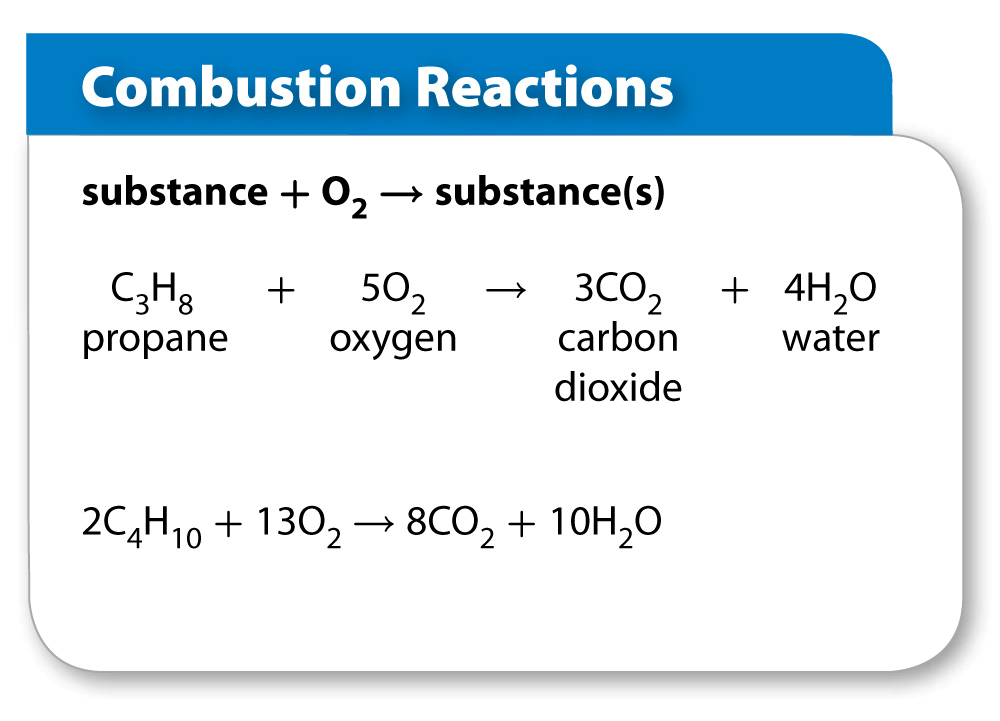 Combustion Reactions
substance + O₂ → substance(s)
C₃H₈ + 5O₂ → 3CO₂ + 4H₂O
propane oxygen carbon water
dioxide
2C₄H₁₀ + 13O₂ → 8CO₂ + 10H₂O